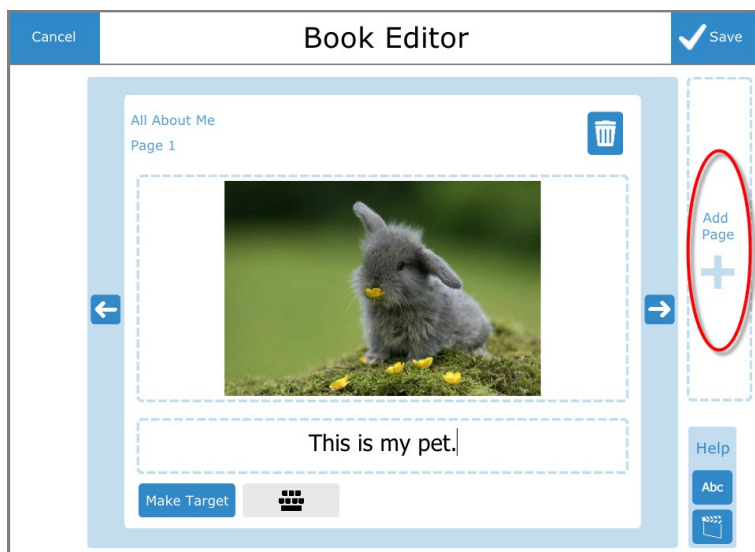 Cancel
Book Editor
Save
All About Me
Page 1
Add
Page
This is my pet.
Make Target
Help
Abc